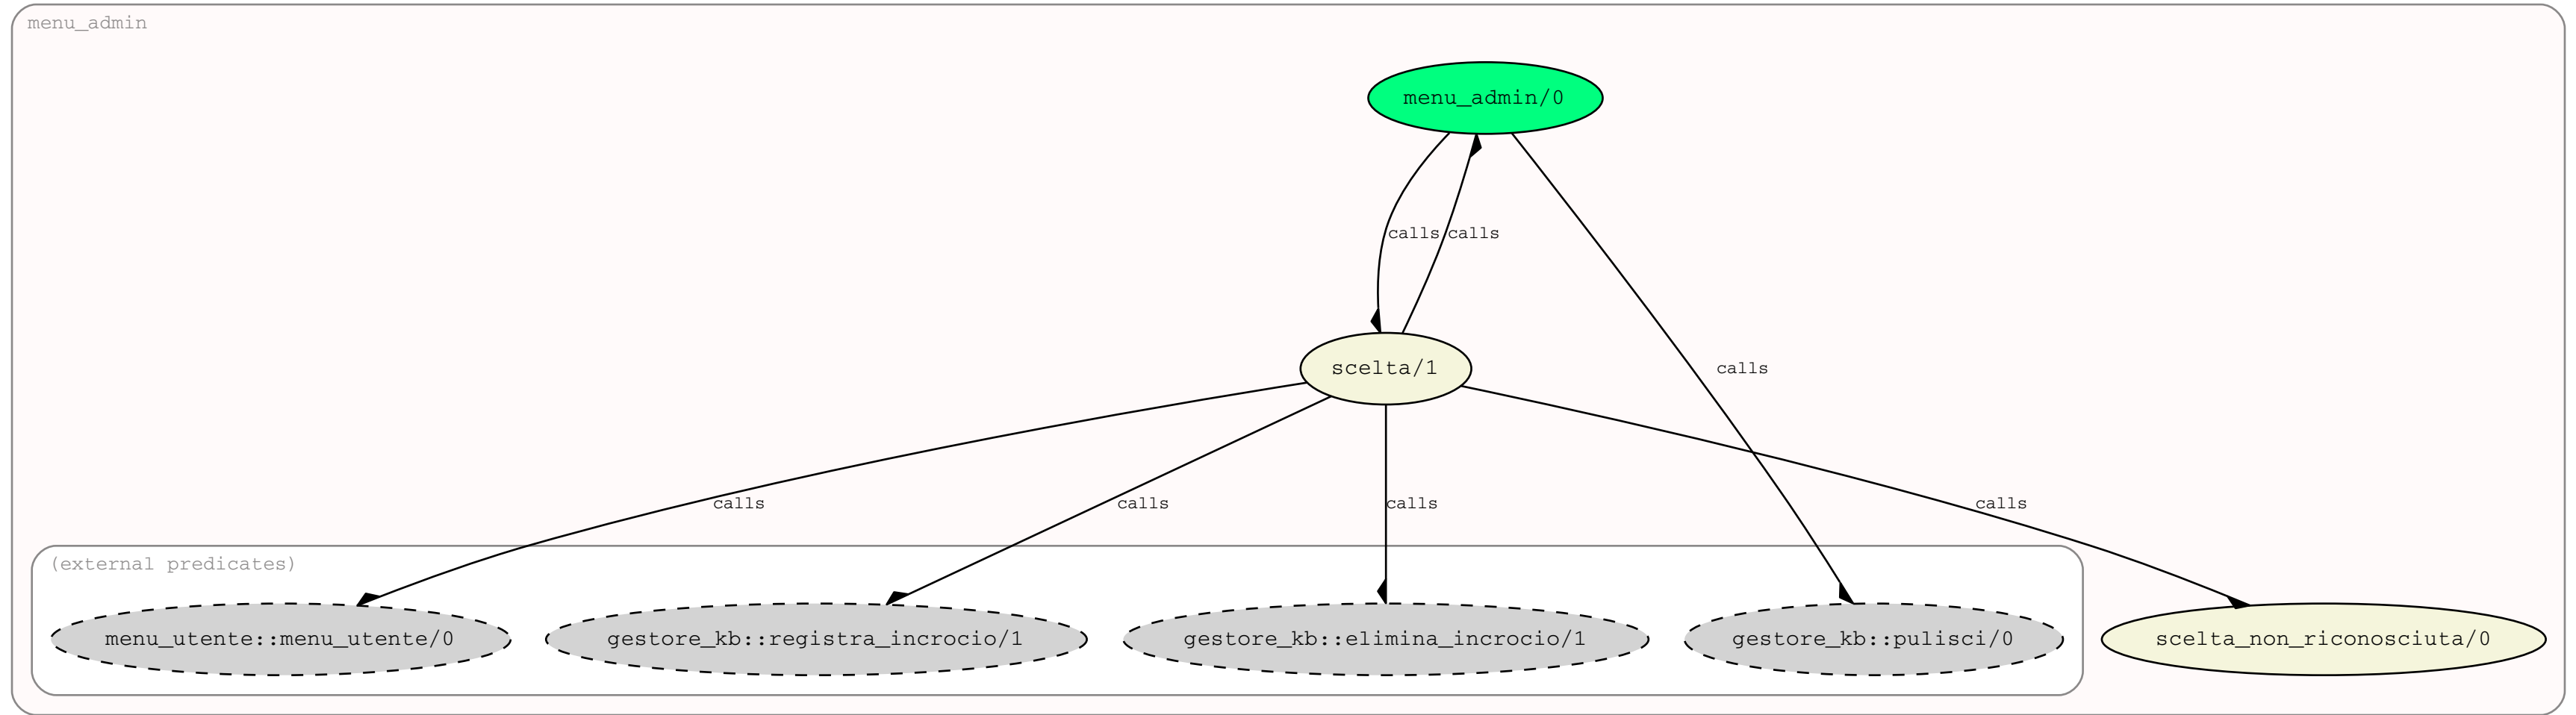 menu_admin
menu_admin/0
calls calls
scelta/1
calls
calls
calls
calls
calls
(external predicates)
menu_utente::menu_utente/0
gestore_kb::registra_incrocio/1
gestore_kb::elimina_incrocio/1
gestore_kb::pulisci/0
scelta_non_riconosciuta/0